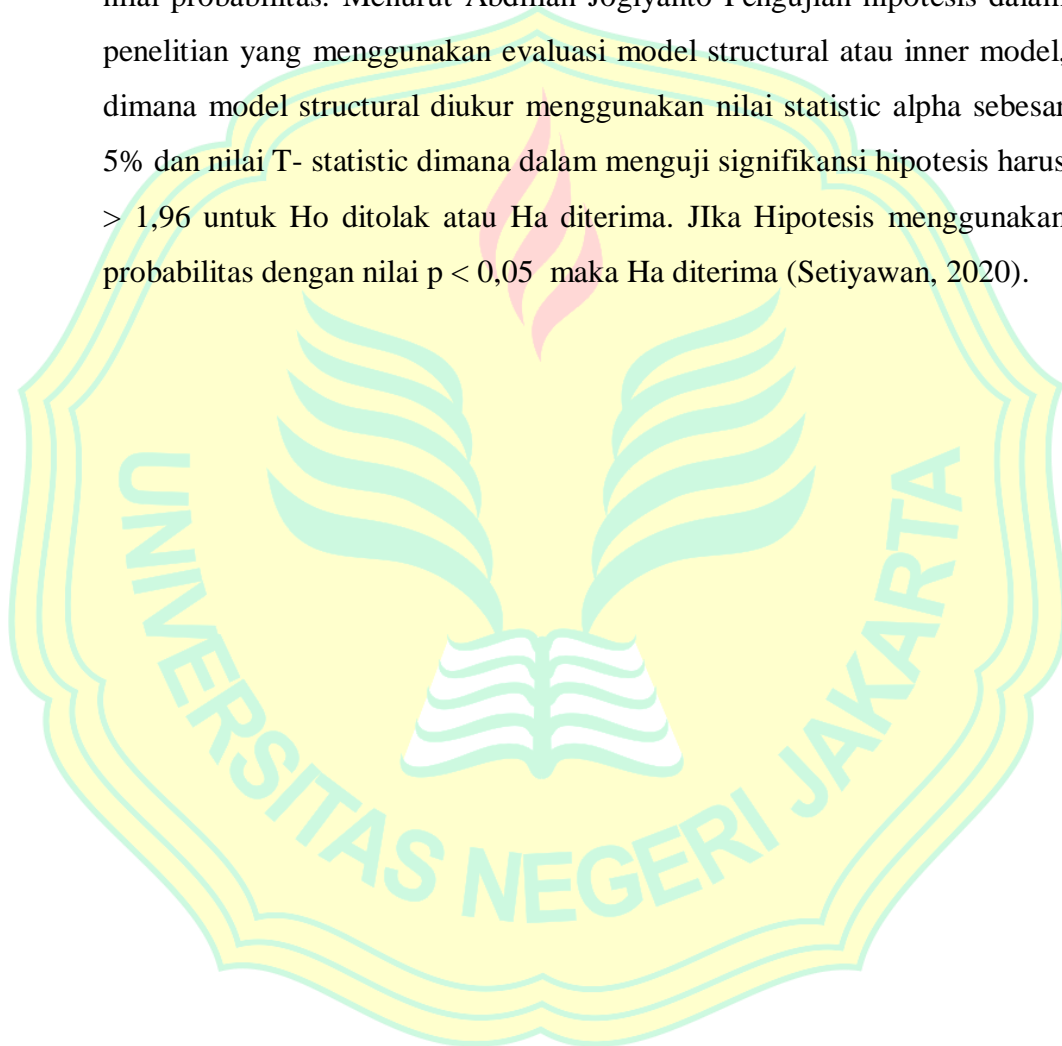 nilai probabilitas. Menurut Abdillah Jogiyanto Pengujian hipotesis dalam
penelitian yang menggunakan evaluasi model structural atau inner model,
dimana model structural diukur menggunakan nilai statistic alpha sebesar
5% dan nilai T- statistic dimana dalam menguji signifikansi hipotesis harus
> 1,96 untuk Ho ditolak atau Ha diterima. JIka Hipotesis menggunakan
probabilitas dengan nilai p < 0,05 maka Ha diterima (Setiyawan, 2020).
UNIVERSITAS NEGERI JAKARTA